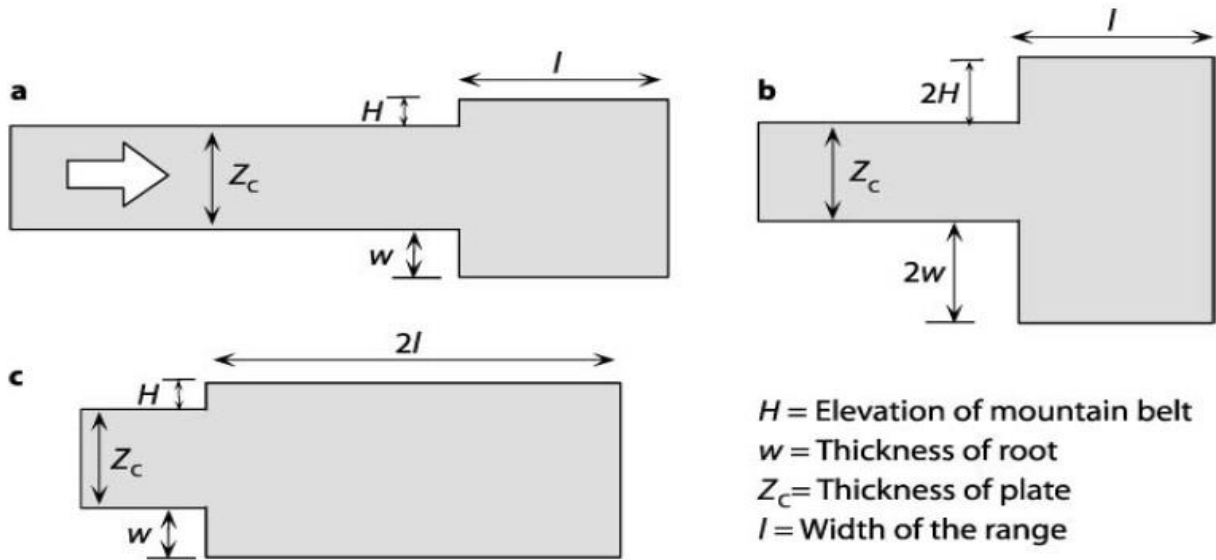 a
l
H
Z_c
w
b
l
2H
Z_c
2w
c
2l
H
Z_c
w
H = Elevation of mountain belt
w = Thickness of root
Z_c= Thickness of plate
l = Width of the range